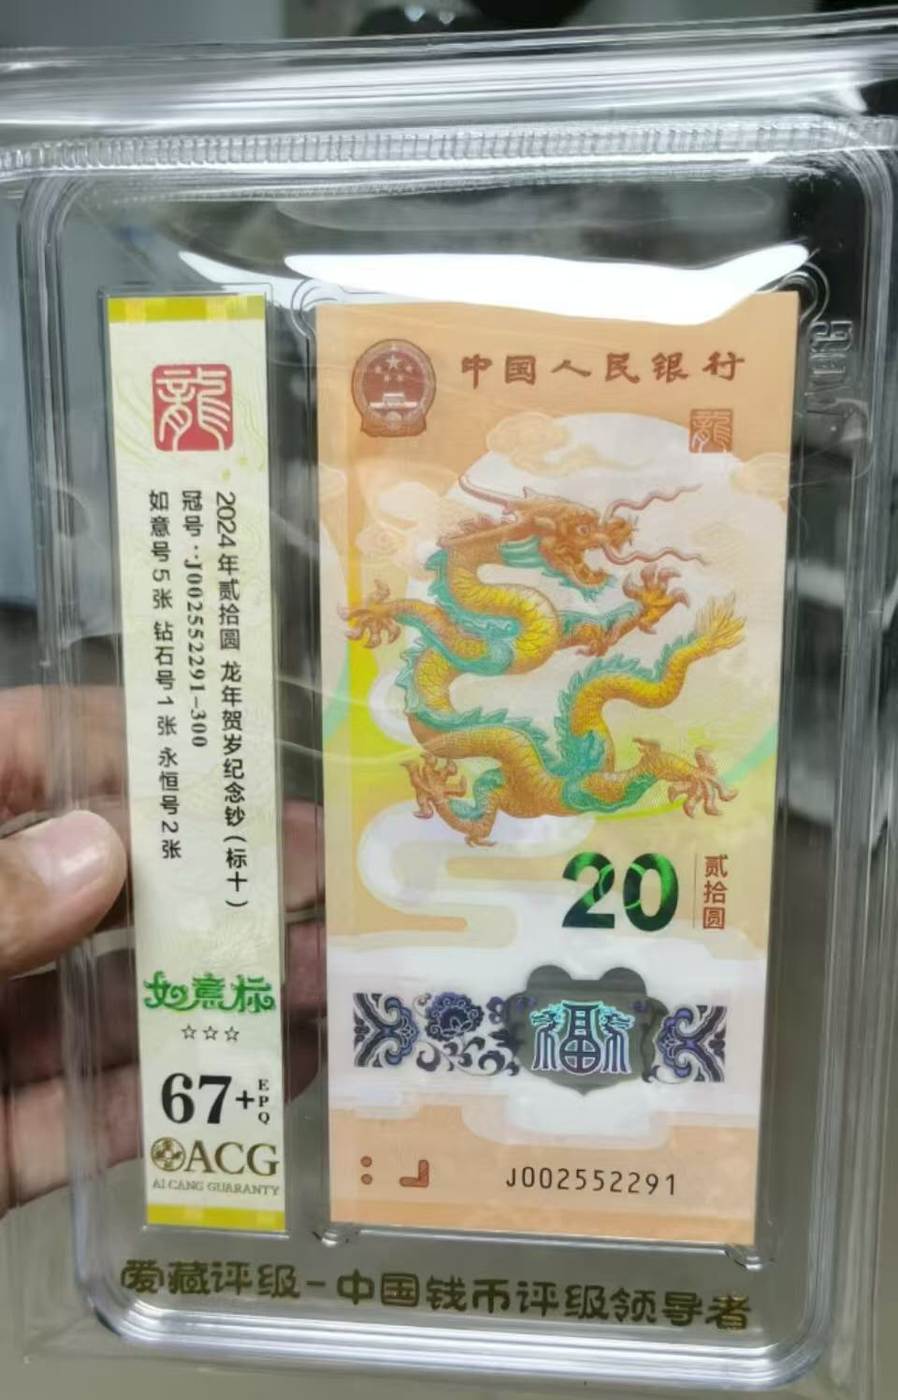 龍
2024年贰拾圆 龙年贺岁纪念钞(标十)
冠号:J002552291-300
如意号5张 钻石号1张 永恒号2张
如意标
67+
EPQ
ACG
AI CANG GUARANTY
中国人民银行
龍
20
贰拾圆
福
J002552291
爱藏评级-中国钱币评级领导者